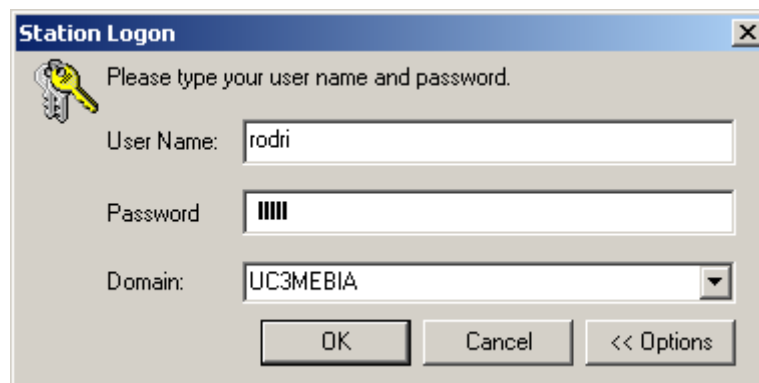 Station Logon
Please type your user name and password.
User Name: rodri
Password
Domain: UC3MEBIA
OK Cancel << Options